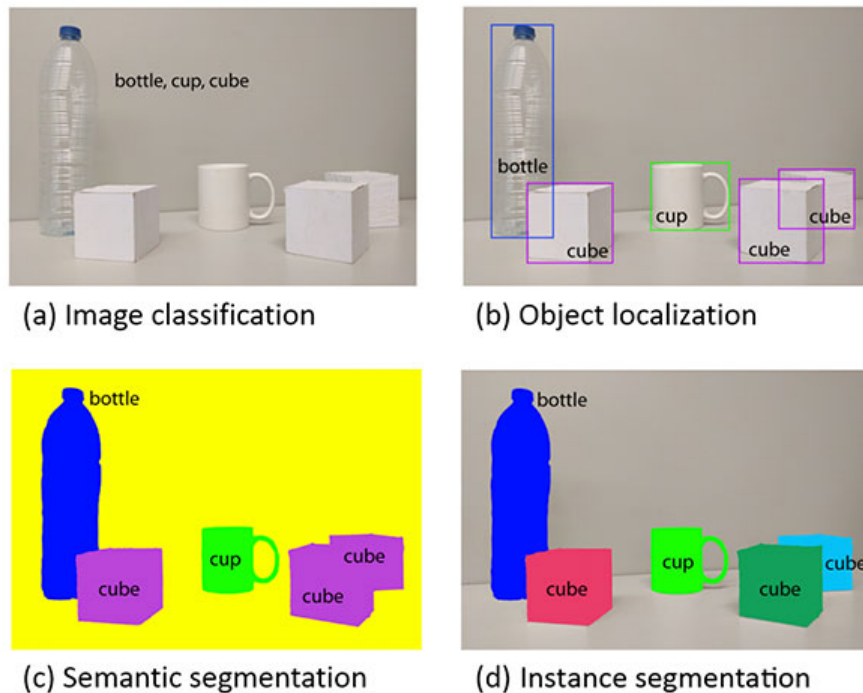 bottle, cup, cube
(a) Image classification
bottle
cup
cube
cube
cube
(b) Object localization
bottle
cup
cube
cube
cube
(c) Semantic segmentation
bottle
cup
cube
cube
cube
(d) Instance segmentation